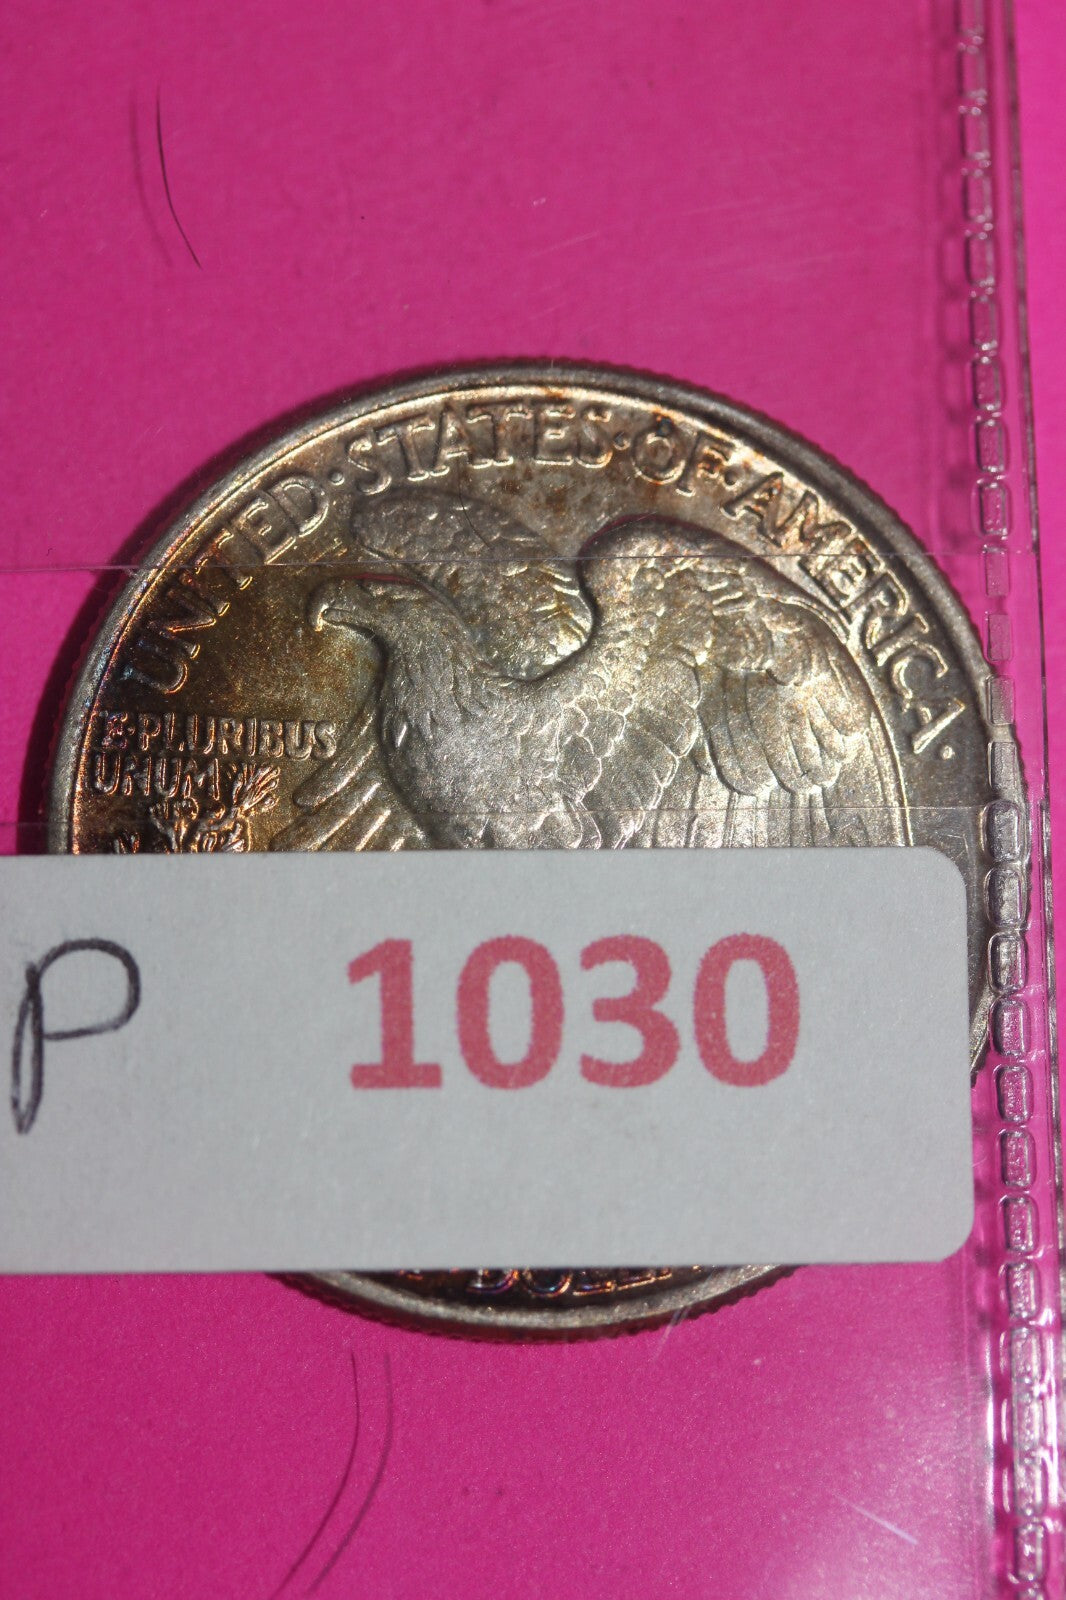 UNITED·STATES·OF·AMERICA·
E·PLURIBUS
UNUM
P 1030